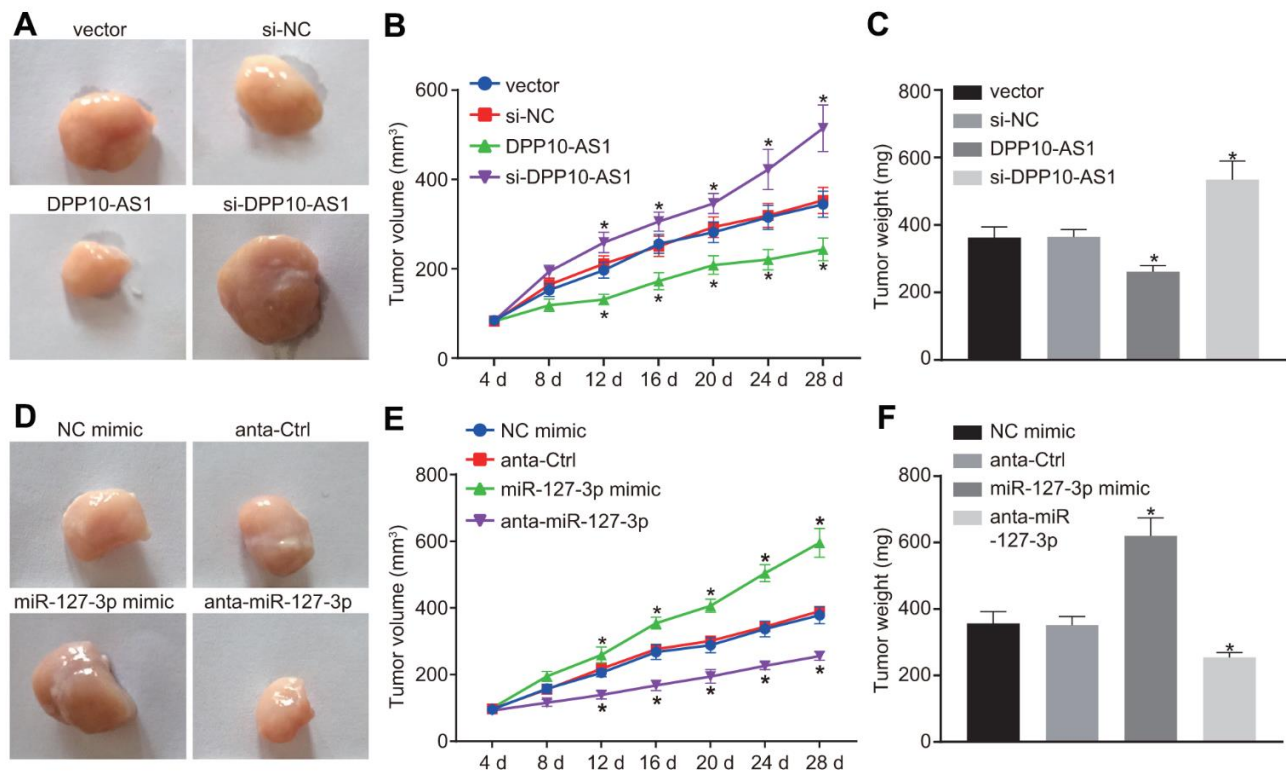 A
vector
si-NC
DPP10-AS1
si-DPP10-AS1
B
vector
si-NC
DPP10-AS1
si-DPP10-AS1
Tumor volume (mm³)
600
400
200
0
* * * * *
* * * * *
4 d 8 d 12 d 16 d 20 d 24 d 28 d
C
vector
si-NC
DPP10-AS1
si-DPP10-AS1
Tumor weight (mg)
800
600
400
200
0
* *
D
NC mimic
anta-Ctrl
miR-127-3p mimic
anta-miR-127-3p
E
NC mimic
anta-Ctrl
miR-127-3p mimic
anta-miR-127-3p
Tumor volume (mm³)
800
600
400
200
0
* * * * *
* * * * *
4 d 8 d 12 d 16 d 20 d 24 d 28 d
F
NC mimic
anta-Ctrl
miR-127-3p mimic
anta-miR
-127-3p
Tumor weight (mg)
800
600
400
200
0
* *